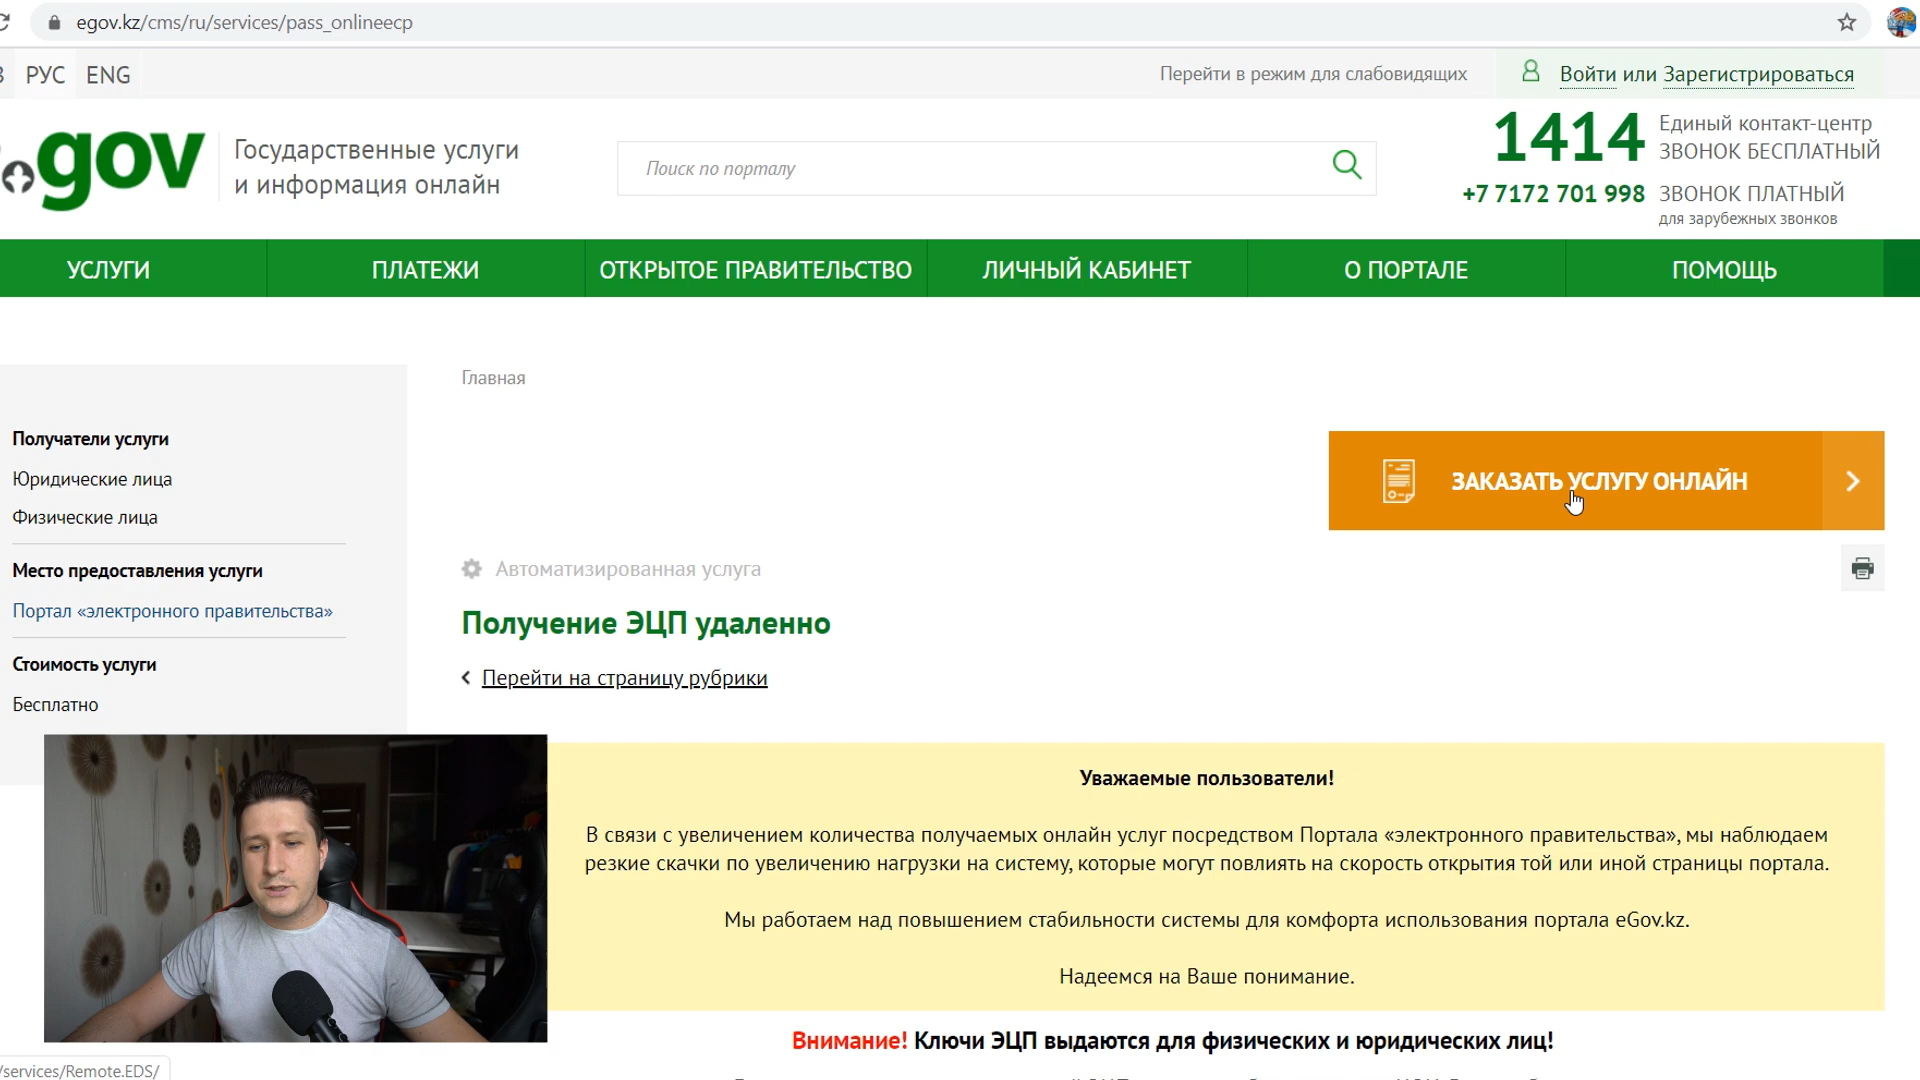 egov.kz/cms/ru/services/pass_onlineecp
РУС ENG
Перейти в режим для слабовидящих
Войти или Зарегистрироваться
gov
Государственные услуги
и информация онлайн
Поиск по порталу
1414
Единый контакт-центр
ЗВОНОК БЕСПЛАТНЫЙ
+7 7172 701 998 ЗВОНОК ПЛАТНЫЙ
для зарубежных звонков
УСЛУГИ ПЛАТЕЖИ ОТКРЫТОЕ ПРАВИТЕЛЬСТВО ЛИЧНЫЙ КАБИНЕТ О ПОРТАЛЕ ПОМОЩЬ
Получатели услуги
Юридические лица
Физические лица
Место предоставления услуги
Портал «электронного правительства»
Стоимость услуги
Бесплатно
Главная
ЗАКАЗАТЬ УСЛУГУ ОНЛАЙН
Автоматизированная услуга
Получение ЭЦП удаленно
Перейти на страницу рубрики
Уважаемые пользователи!
В связи с увеличением количества получаемых онлайн услуг посредством Портала «электронного правительства», мы наблюдаем
резкие скачки по увеличению нагрузки на систему, которые могут повлиять на скорость открытия той или иной страницы портала.
Мы работаем над повышением стабильности системы для комфорта использования портала eGov.kz.
Надеемся на Ваше понимание.
Внимание! Ключи ЭЦП выдаются для физических и юридических лиц!
/services/Remote.EDS/